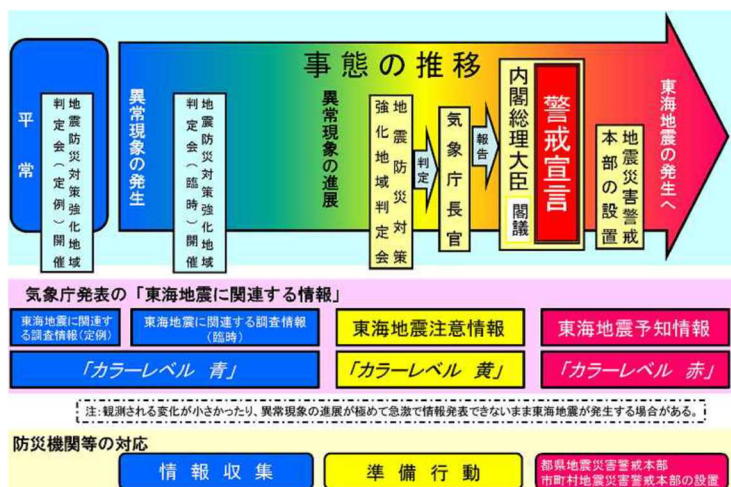 事態の推移
平常
地震防災対策強化地域
判定会(定例)開催
異常現象の発生
地震防災対策強化地域
判定会(臨時)開催
異常現象の進展
地震防災対策
強化地域判定会
判定
気象庁長官
報告
内閣総理大臣
閣議
警戒宣言
地震災害警戒
本部の設置
東海地震の発生へ
気象庁発表の「東海地震に関連する情報」
東海地震に関連す
る調査情報(定例)
東海地震に関連する調査情報
(臨時)
東海地震注意情報
東海地震予知情報
「カラーレベル 青」
「カラーレベル 黄」
「カラーレベル 赤」
注:観測される変化が小さかったり、異常現象の進展が極めて急激で情報発表できないまま東海地震が発生する場合がある。
防災機関等の対応
情報収集
準備行動
都県地震災害警戒本部
市町村地震災害警戒本部の設置